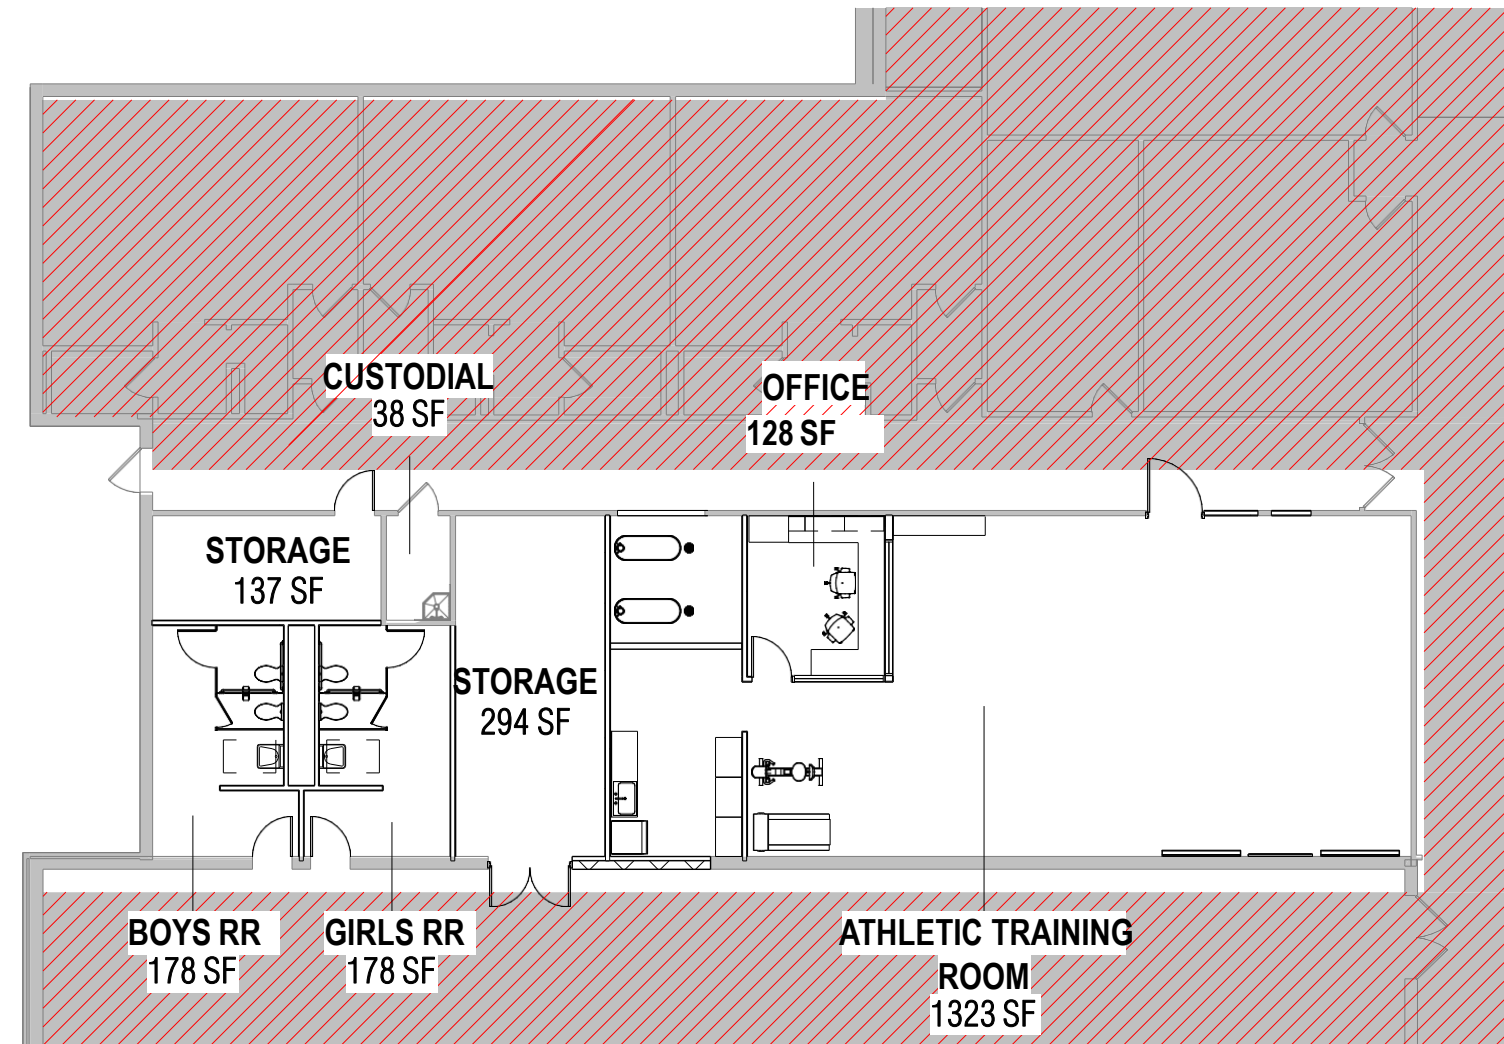 CUSTODIAL
38 SF
OFFICE
128 SF
STORAGE
137 SF
STORAGE
294 SF
BOYS RR
178 SF
GIRLS RR
178 SF
ATHLETIC TRAINING
ROOM
1323 SF